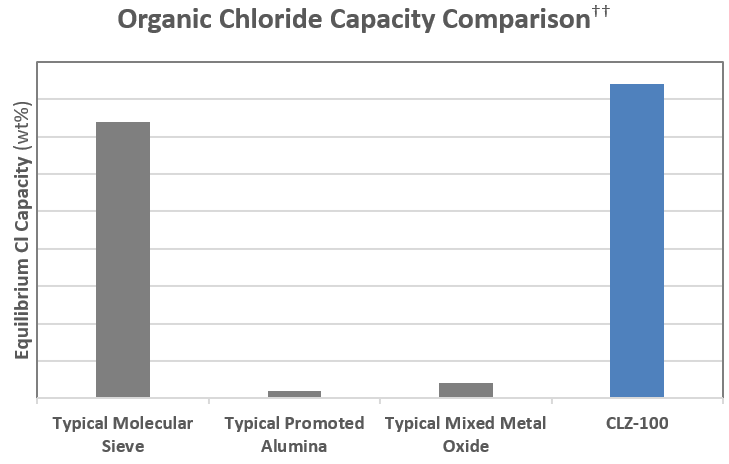 Organic Chloride Capacity Comparison††
Equilibrium Cl Capacity (wt%)
Typical Molecular
Sieve
Typical Promoted
Alumina
Typical Mixed Metal
Oxide
CLZ-100